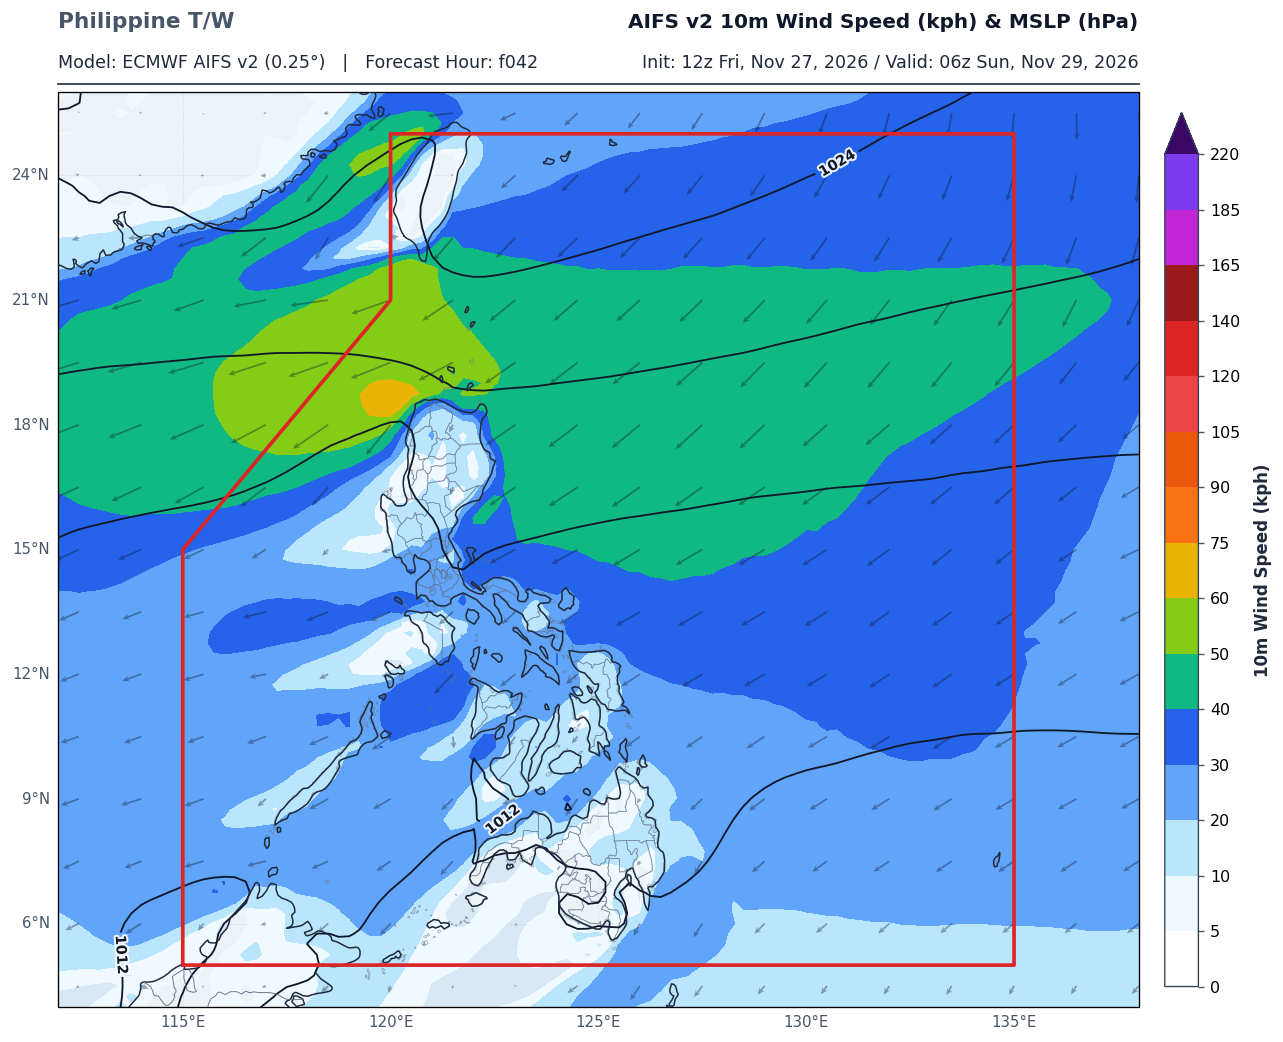 Philippine T/W
AIFS v2 10m Wind Speed (kph) & MSLP (hPa)
Model: ECMWF AIFS v2 (0.25°) | Forecast Hour: f042
Init: 12z Fri, Nov 27, 2026 / Valid: 06z Sun, Nov 29, 2026
24°N
21°N
18°N
15°N
12°N
9°N
6°N
1024
1012
1012
115°E
120°E
125°E
130°E
135°E
220
185
165
140
120
105
90
75
60
50
40
30
20
10
5
0
10m Wind Speed (kph)